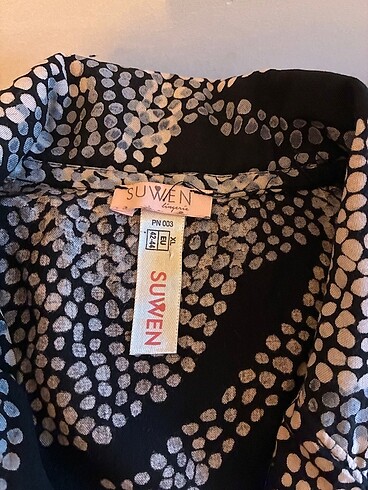 SUWEN
lingerie
PN 003
XL
EU 42-44
SUWEN